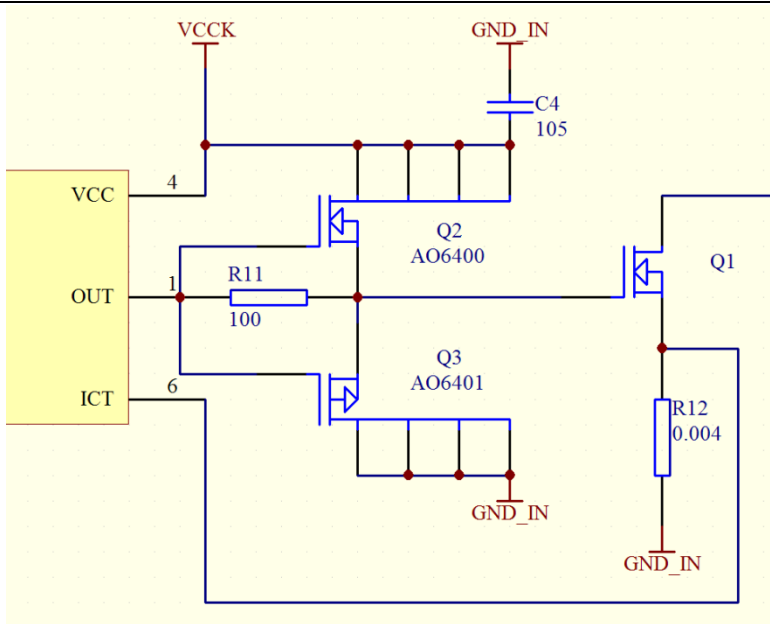 VCCK
GND_IN
C4
105
VCC
4
Q2
AO6400
Q1
R11
1
OUT
100
Q3
AO6401
6
ICT
R12
0.004
GND_IN
GND_IN